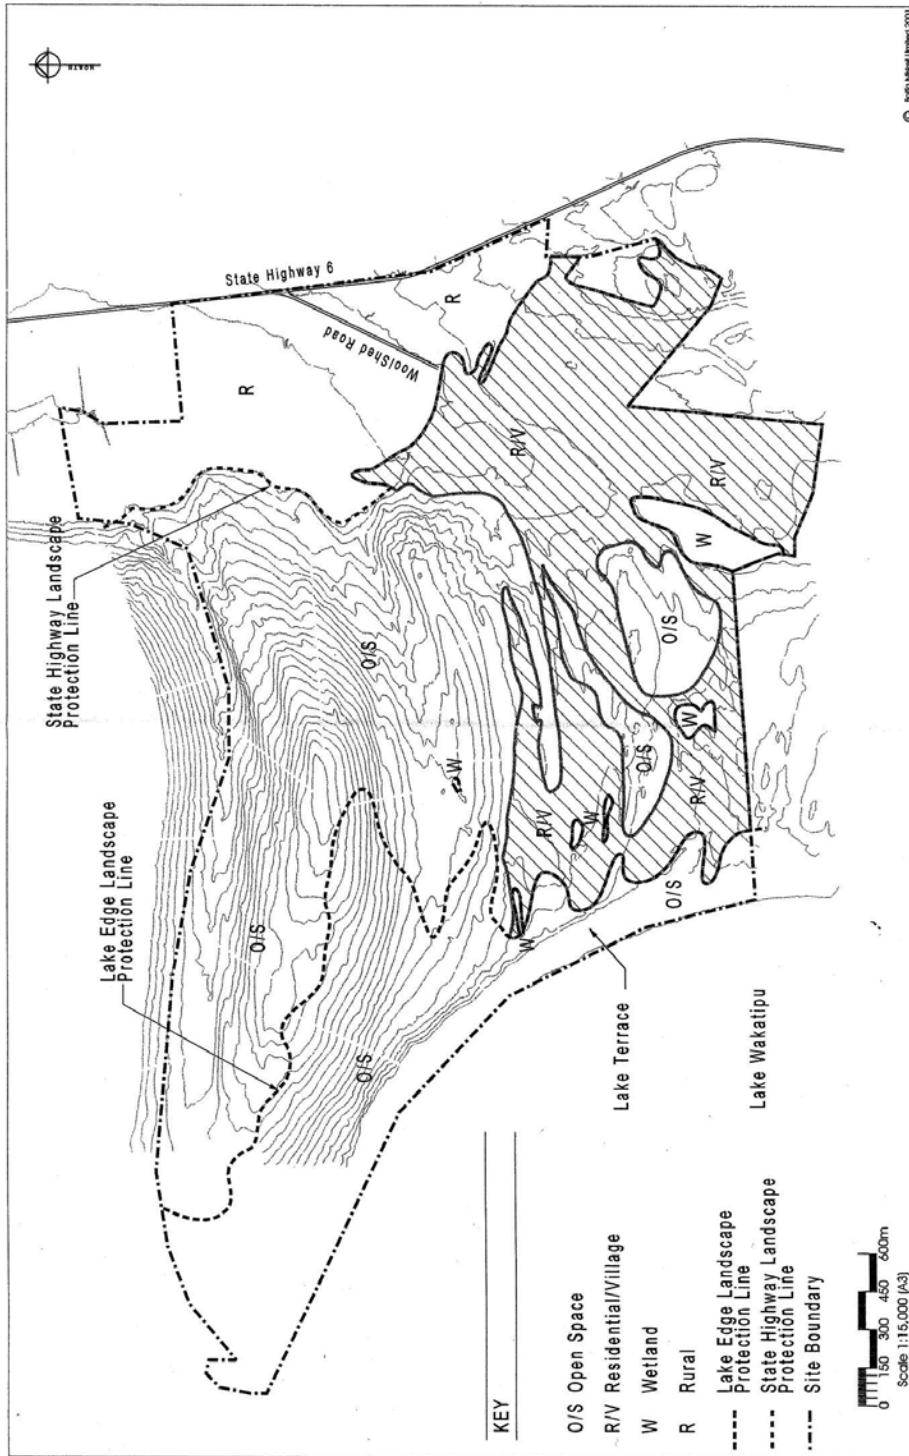 NORTH
State Highway 6
WoolShed Road
R
R
State Highway Landscape
Protection Line
Lake Edge Landscape
Protection Line
O/S
O/S
O/S
W
R/V
R/V
W
O/S
W
O/S
R/V
R/V
W
W
O/S
Lake Terrace
Lake Wakatipu
KEY
O/S Open Space
R/V Residential/Village
W Wetland
R Rural
Lake Edge Landscape
Protection Line
State Highway Landscape
Protection Line
Site Boundary
0 150 300 450 600m
Scale 1:15,000 (A3)